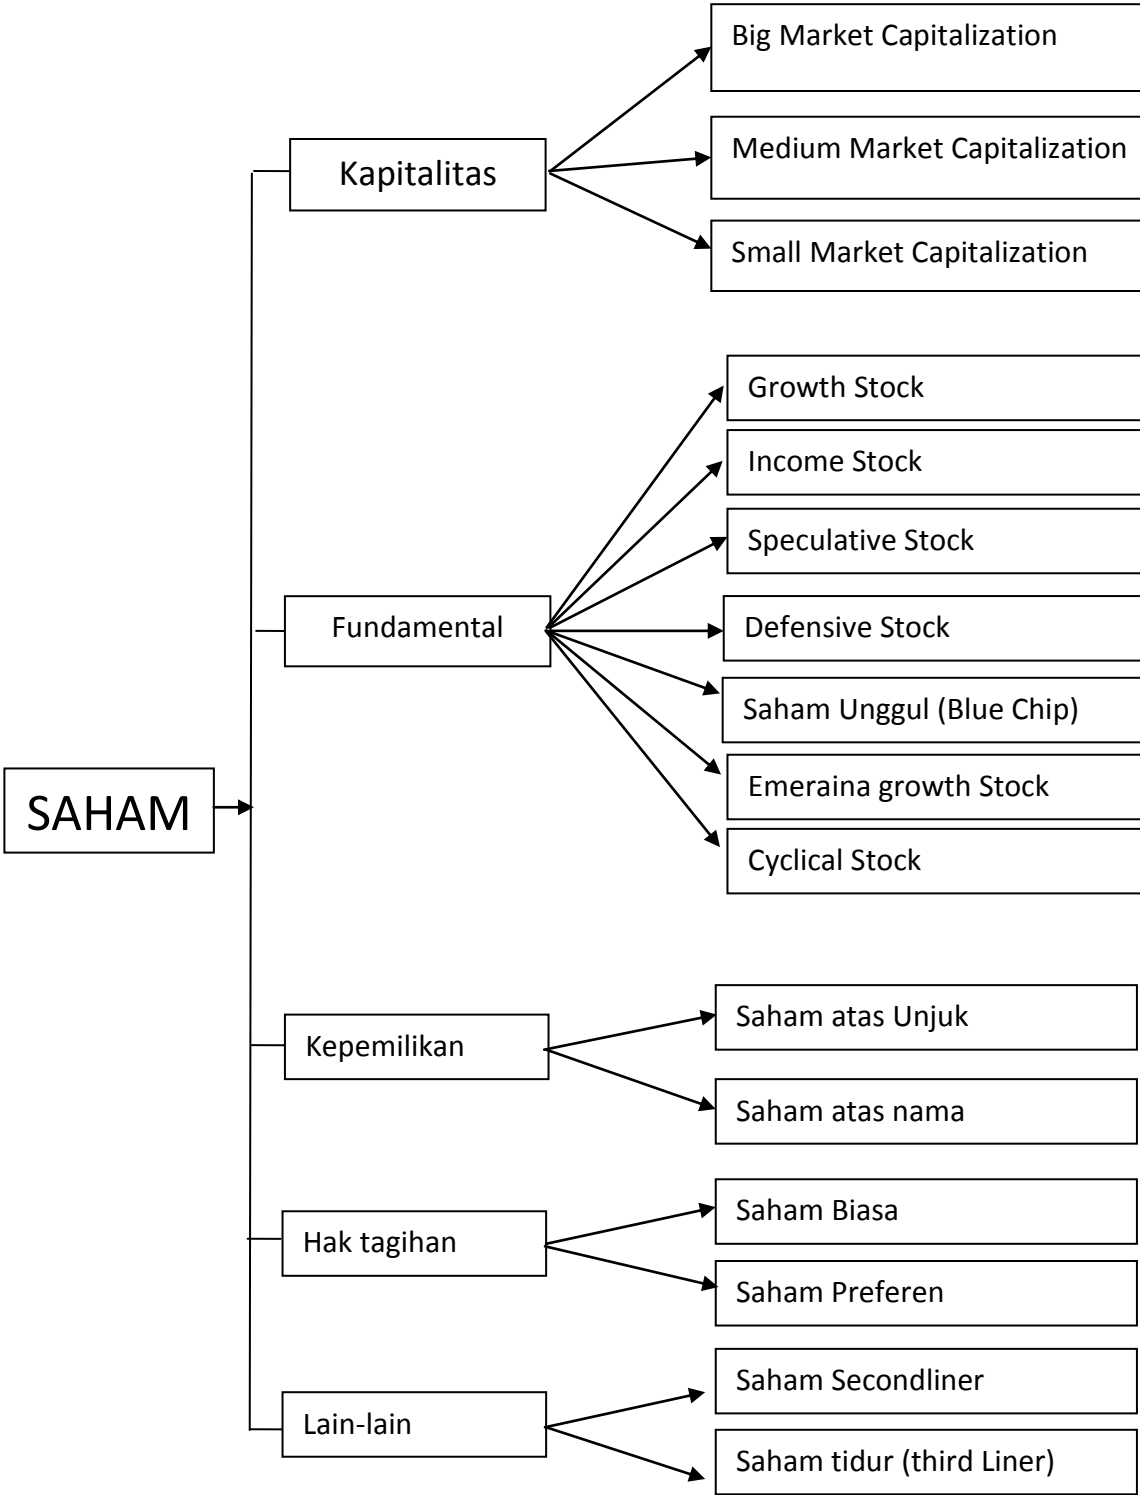 SAHAM
Kapitalitas
Big Market Capitalization
Medium Market Capitalization
Small Market Capitalization
Fundamental
Growth Stock
Income Stock
Speculative Stock
Defensive Stock
Saham Unggul (Blue Chip)
Emeraina growth Stock
Cyclical Stock
Kepemilikan
Saham atas Unjuk
Saham atas nama
Hak tagihan
Saham Biasa
Saham Preferen
Lain-lain
Saham Secondliner
Saham tidur (third Liner)